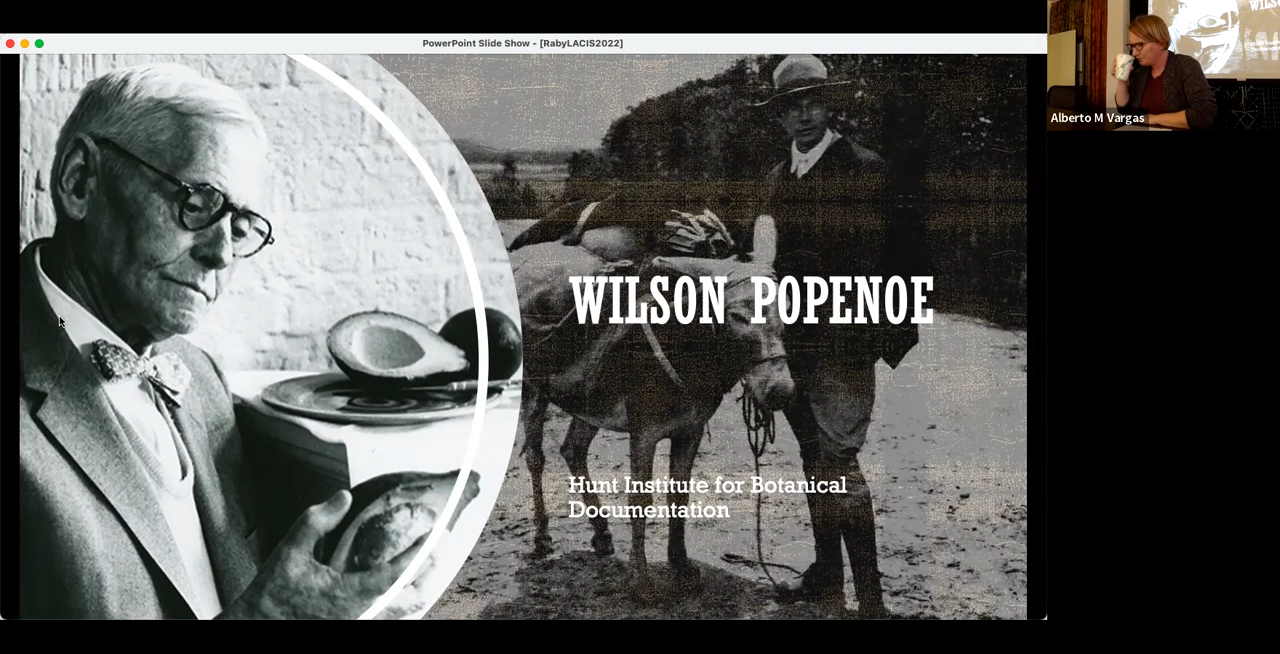 PowerPoint Slide Show - [RabyLACIS2022]
WILSON POPENOE
Hunt Institute for Botanical
Documentation
Alberto M Vargas